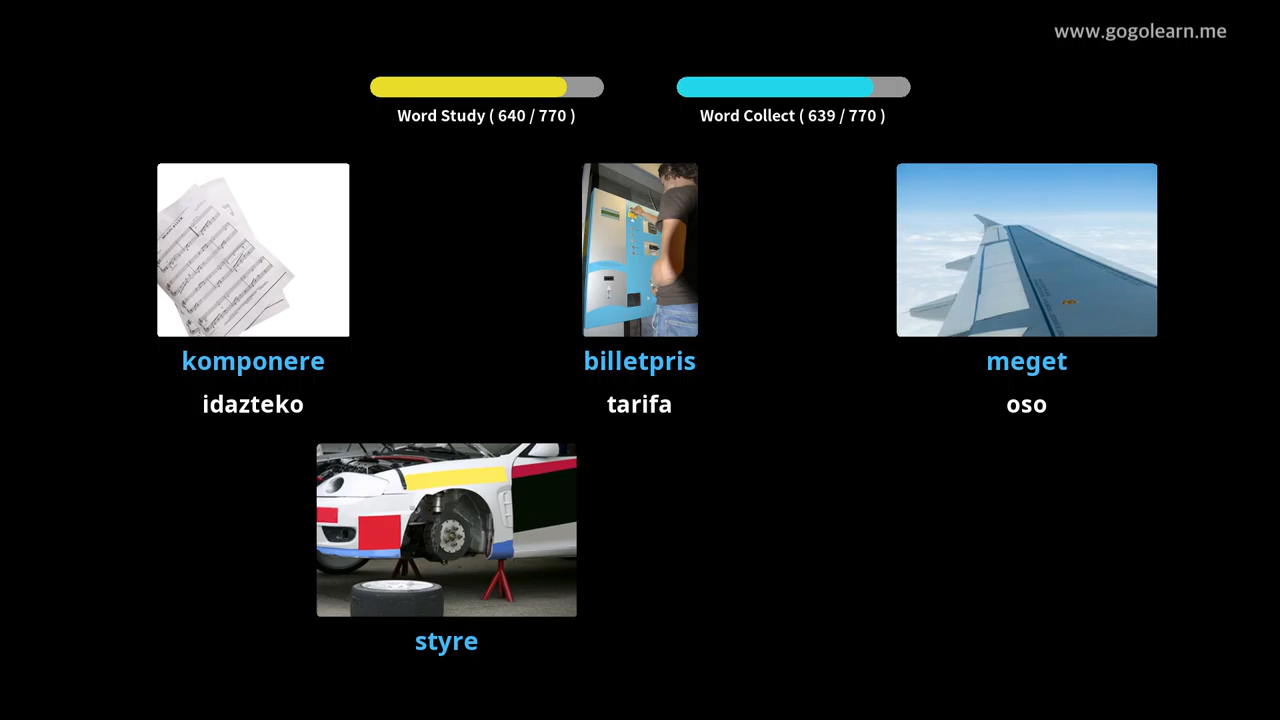 www.gogolearn.me
Word Study ( 640 / 770 )
Word Collect ( 639 / 770 )
komponere
idazteko
billetpris
tarifa
meget
oso
styre